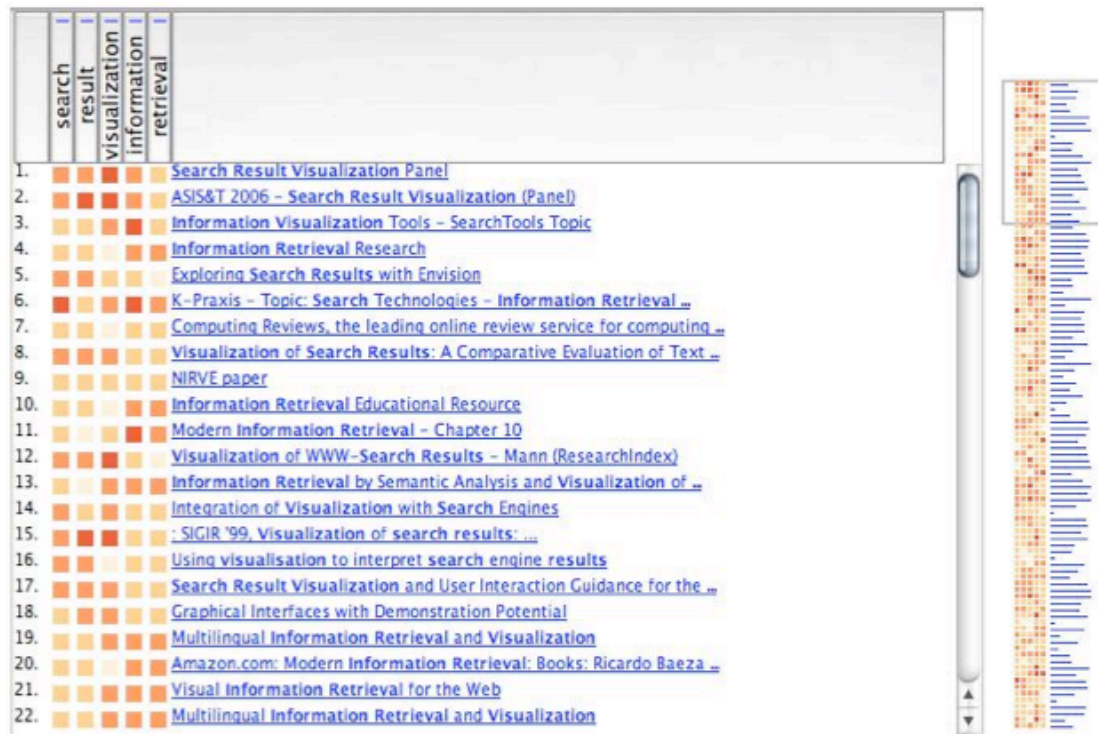 search
result
visualization
information
retrieval
1. Search Result Visualization Panel
2. ASIS&T 2006 – Search Result Visualization (Panel)
3. Information Visualization Tools – SearchTools Topic
4. Information Retrieval Research
5. Exploring Search Results with Envision
6. K-Praxis – Topic: Search Technologies – Information Retrieval ...
7. Computing Reviews, the leading online review service for computing ...
8. Visualization of Search Results: A Comparative Evaluation of Text ...
9. NIRVE paper
10. Information Retrieval Educational Resource
11. Modern Information Retrieval – Chapter 10
12. Visualization of WWW-Search Results – Mann (ResearchIndex)
13. Information Retrieval by Semantic Analysis and Visualization of ...
14. Integration of Visualization with Search Engines
15. : SIGIR '99, Visualization of search results: ...
16. Using visualisation to interpret search engine results
17. Search Result Visualization and User Interaction Guidance for the ...
18. Graphical Interfaces with Demonstration Potential
19. Multilingual Information Retrieval and Visualization
20. Amazon.com: Modern Information Retrieval: Books: Ricardo Baeza ...
21. Visual Information Retrieval for the Web
22. Multilingual Information Retrieval and Visualization